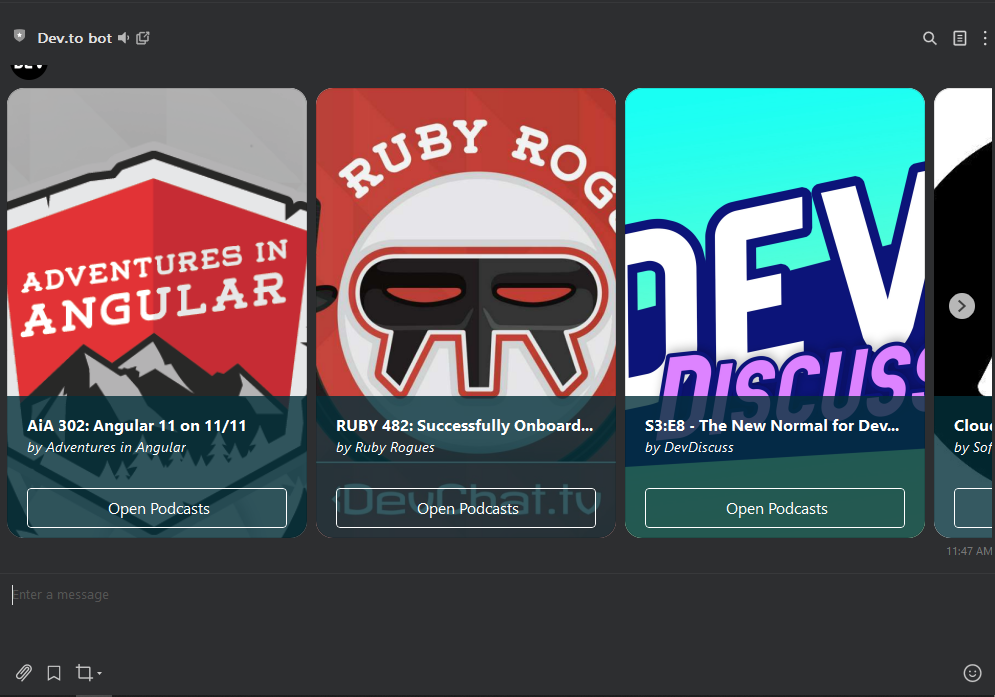 Dev.to bot
ADVENTURES IN
ANGULAR
AiA 302: Angular 11 on 11/11
by Adventures in Angular
Open Podcasts
RUBY ROG
RUBY 482: Successfully Onboard...
by Ruby Rogues
DevChat.tv
Open Podcasts
DEV
DISCUSS
S3:E8 - The New Normal for Dev...
by DevDiscuss
Open Podcasts
Clou
by Sof
11:47 AM
Enter a message